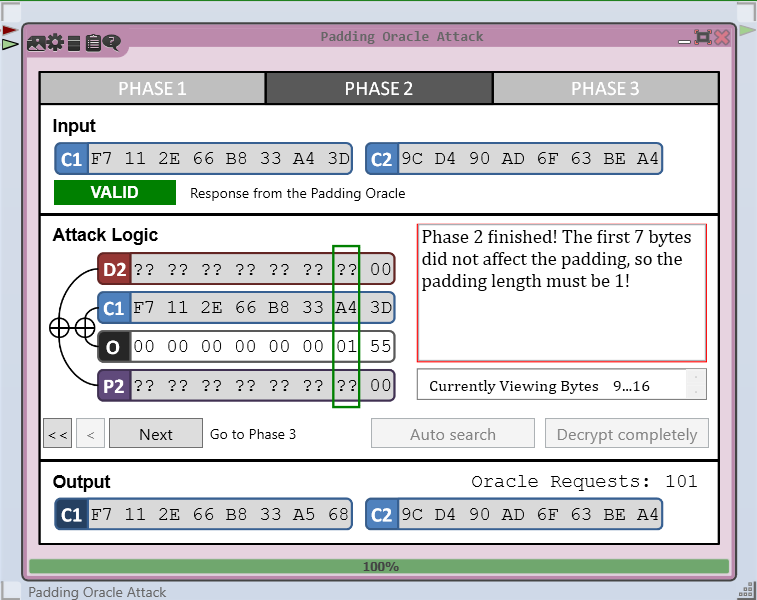 Padding Oracle Attack
PHASE 1 PHASE 2 PHASE 3
Input
C1 F7 11 2E 66 B8 33 A4 3D C2 9C D4 90 AD 6F 63 BE A4
VALID Response from the Padding Oracle
Attack Logic
D2 ?? ?? ?? ?? ?? ?? ?? 00
C1 F7 11 2E 66 B8 33 A4 3D
O 00 00 00 00 00 00 01 55
P2 ?? ?? ?? ?? ?? ?? ?? 00
Phase 2 finished! The first 7 bytes
did not affect the padding, so the
padding length must be 1!
Currently Viewing Bytes 9...16
<< < Next Go to Phase 3 Auto search Decrypt completely
Output Oracle Requests: 101
C1 F7 11 2E 66 B8 33 A5 68 C2 9C D4 90 AD 6F 63 BE A4
100%
Padding Oracle Attack